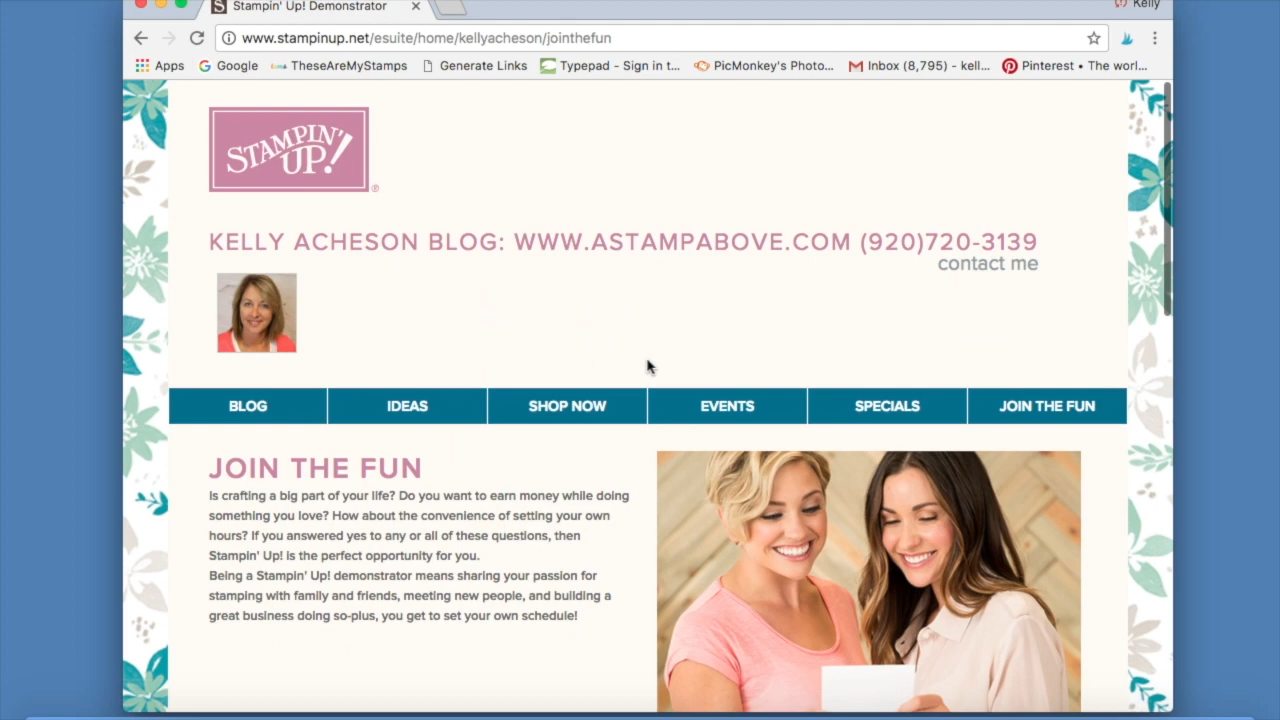 Stampin' Up! Demonstrator
Kelly
www.stampinup.net/esuite/home/kellyacheson/jointhefun
Apps Google TheseAreMyStamps Generate Links Typepad - Sign in t... PicMonkey's Photo... Inbox (8,795) - kell... Pinterest • The worl...
STAMPIN'
UP!
®
KELLY ACHESON BLOG: WWW.ASTAMPABOVE.COM (920)720-3139
contact me
BLOG IDEAS SHOP NOW EVENTS SPECIALS JOIN THE FUN
JOIN THE FUN
Is crafting a big part of your life? Do you want to earn money while doing
something you love? How about the convenience of setting your own
hours? If you answered yes to any or all of these questions, then
Stampin' Up! is the perfect opportunity for you.
Being a Stampin' Up! demonstrator means sharing your passion for
stamping with family and friends, meeting new people, and building a
great business doing so-plus, you get to set your own schedule!